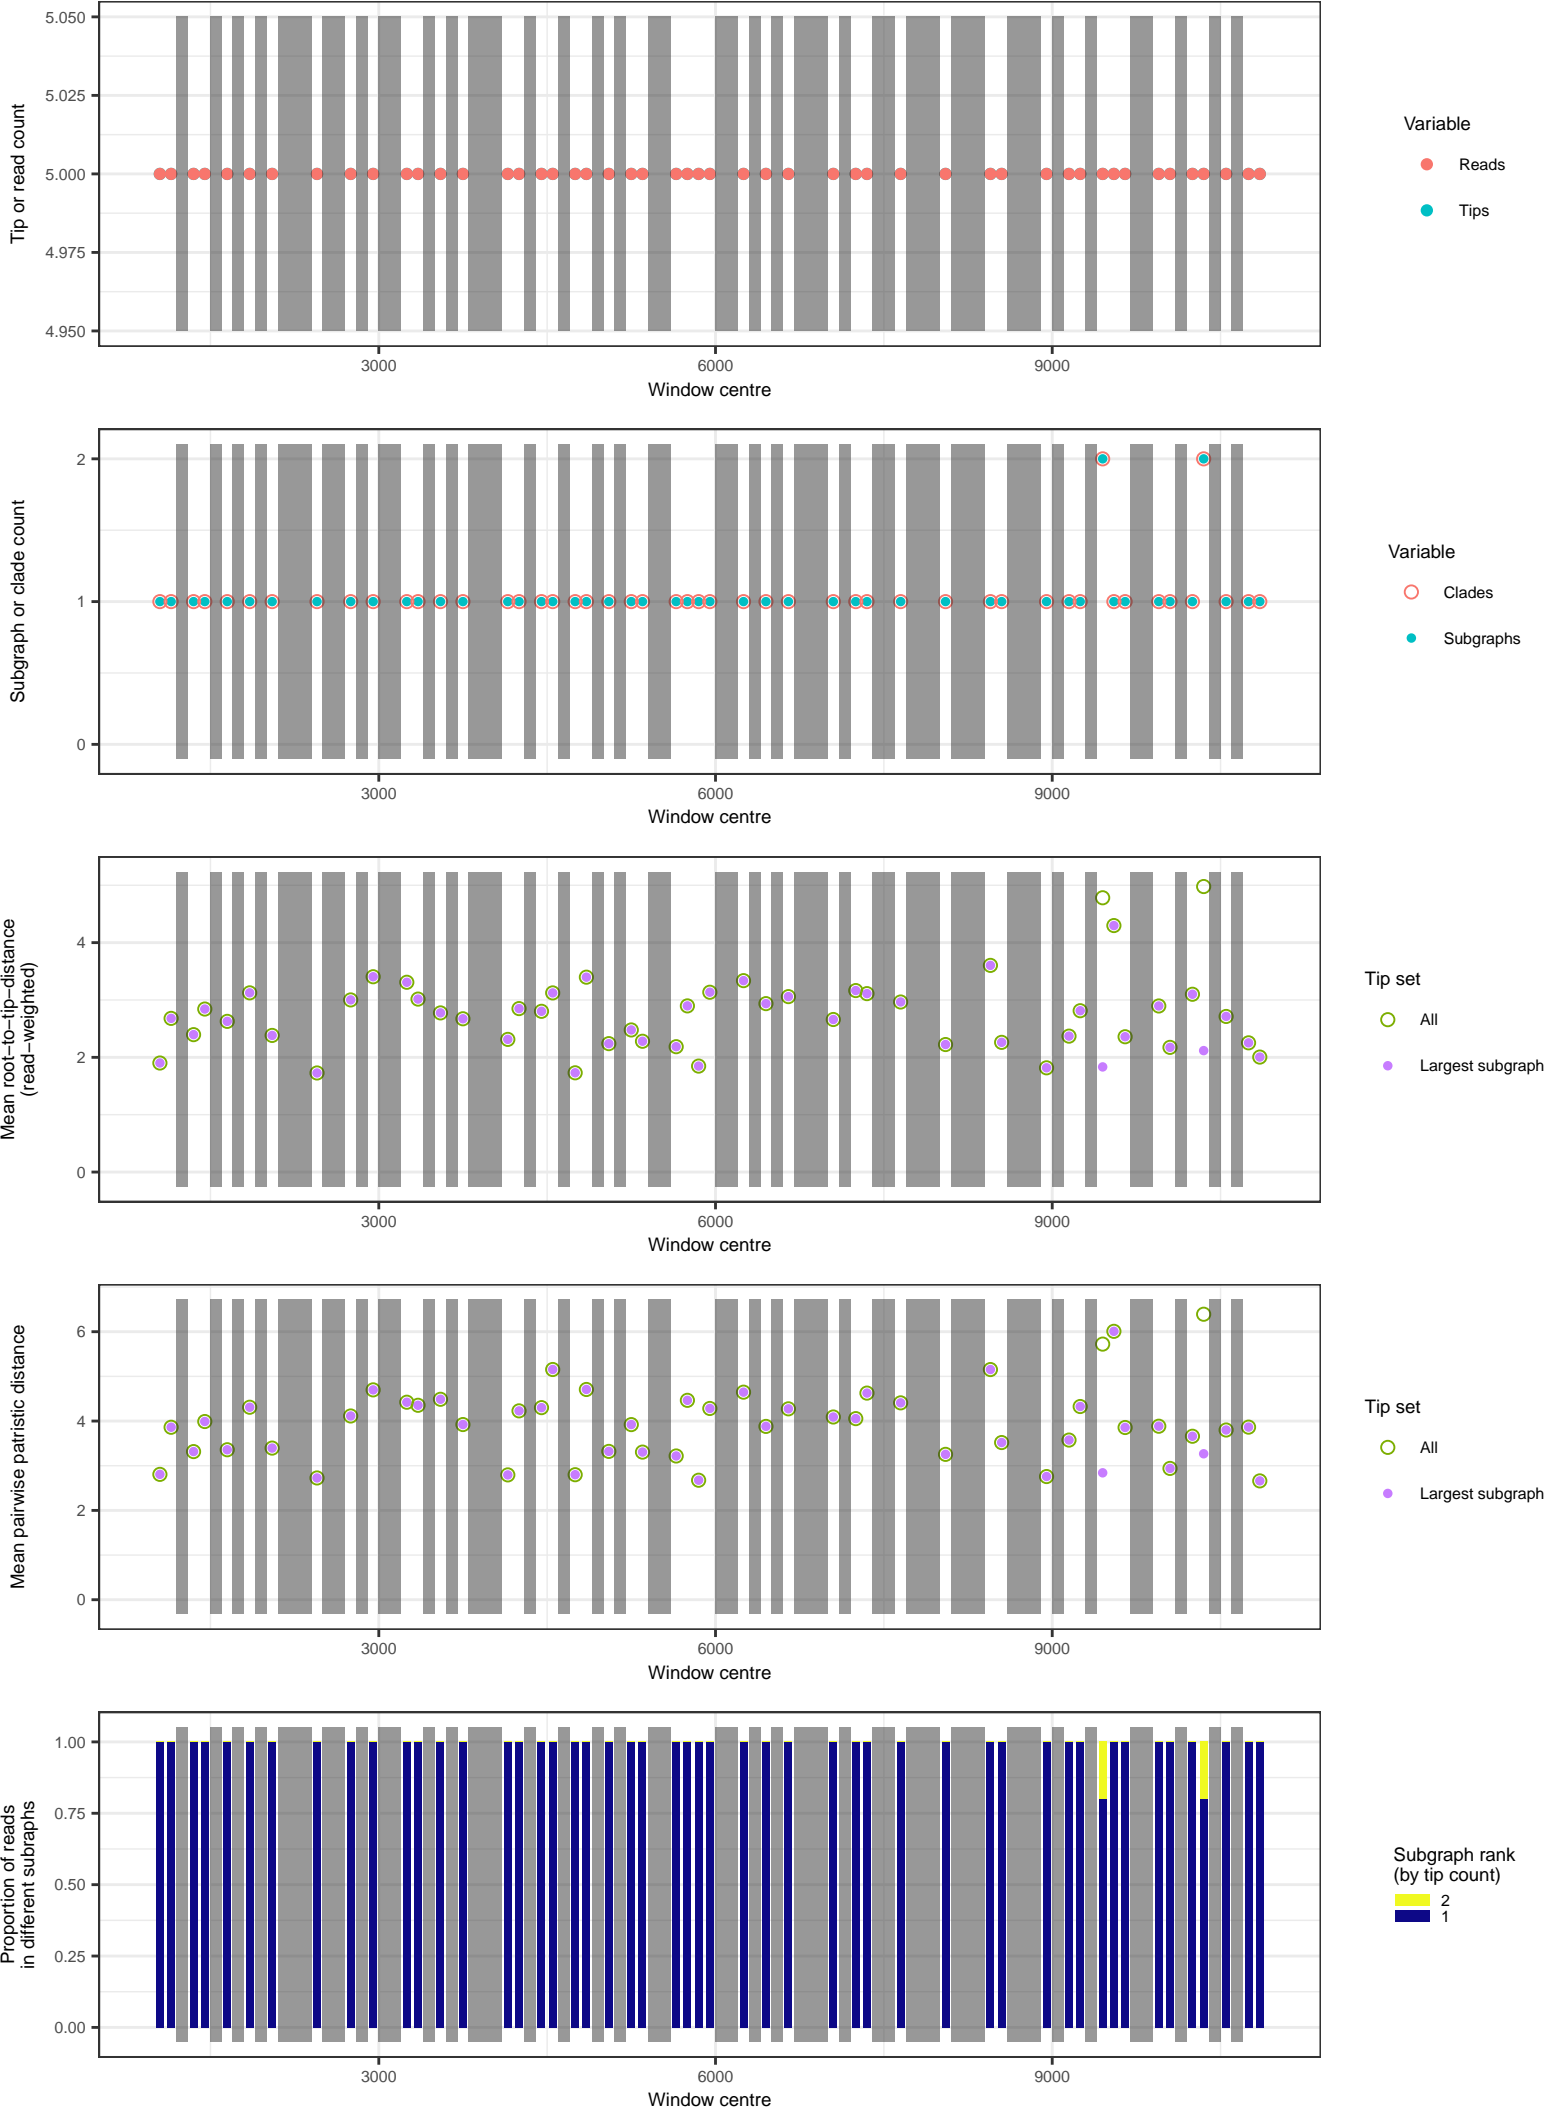 5.050
5.025
5.000
4.975
4.950
Tip or read count
3000 6000 9000
Window centre
Variable
Reads
Tips
2
1
0
Subgraph or clade count
3000 6000 9000
Window centre
Variable
Clades
Subgraphs
4
2
0
Mean root−to−tip−distance
(read−weighted)
3000 6000 9000
Window centre
Tip set
All
Largest subgraph
6
4
2
0
Mean pairwise patristic distance
3000 6000 9000
Window centre
Tip set
All
Largest subgraph
1.00
0.75
0.50
0.25
0.00
Proportion of reads
in different subraphs
3000 6000 9000
Window centre
Subgraph rank
(by tip count)
2
1